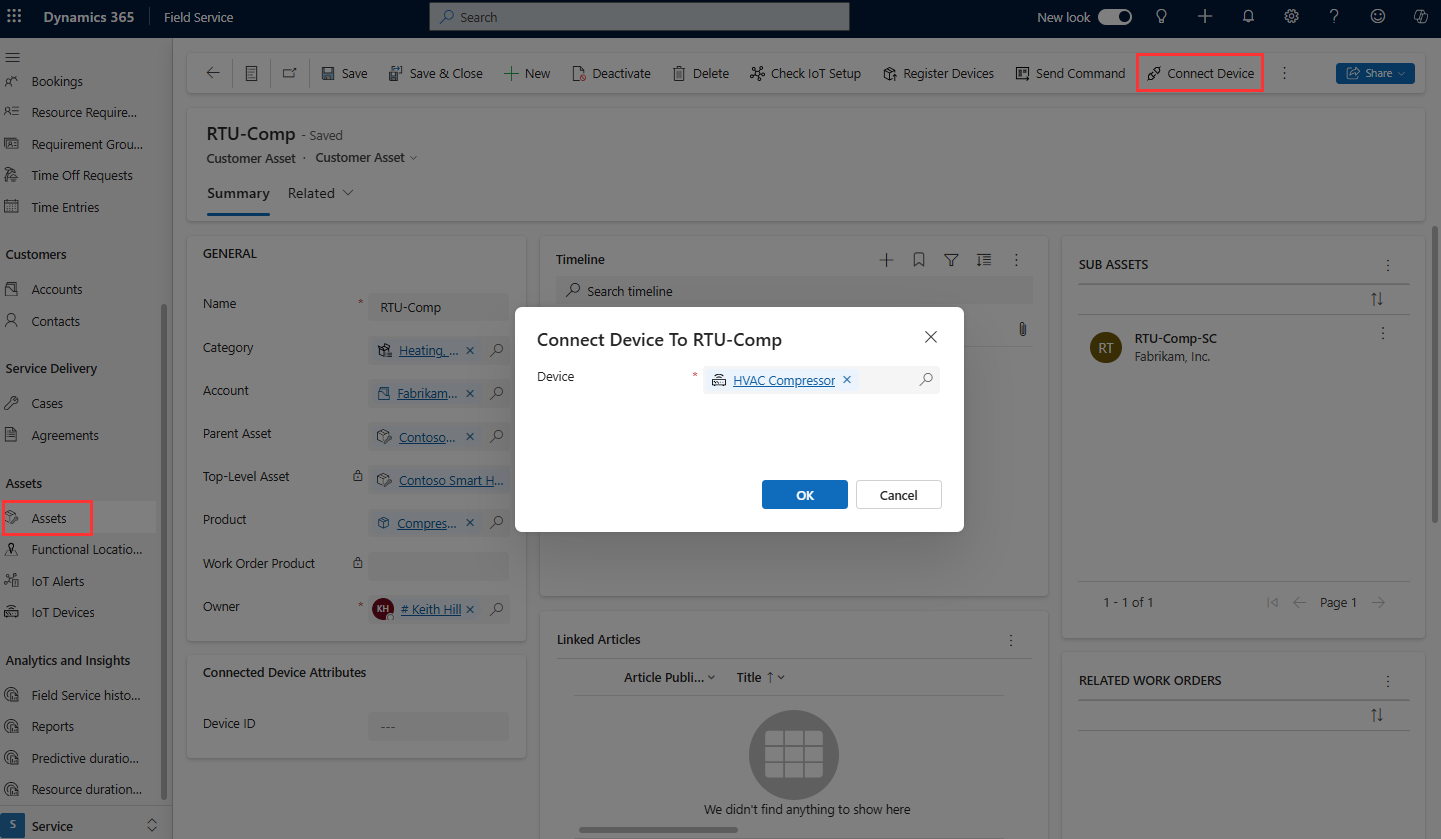 Dynamics 365
Field Service
Search
New look
Bookings
Resource Require...
Requirement Grou...
Time Off Requests
Time Entries
Customers
Accounts
Contacts
Service Delivery
Cases
Agreements
Assets
Assets
Functional Locatio...
IoT Alerts
IoT Devices
Analytics and Insights
Field Service histo...
Reports
Predictive duratio...
Resource duration...
S
Service
Save
Save & Close
New
Deactivate
Delete
Check IoT Setup
Register Devices
Send Command
Connect Device
Share
RTU-Comp - Saved
Customer Asset · Customer Asset
Summary
Related
GENERAL
Name * RTU-Comp
Category Heating, ...
Account Fabrikam...
Parent Asset Contoso...
Top-Level Asset Contoso Smart H...
Product Compres...
Work Order Product
Owner * KH # Keith Hill
Connected Device Attributes
Device ID ---
Timeline
Search timeline
Connect Device To RTU-Comp
Device * HVAC Compressor
OK
Cancel
Linked Articles
Article Publi...
Title
We didn't find anything to show here
SUB ASSETS
RT
RTU-Comp-SC
Fabrikam, Inc.
1 - 1 of 1
Page 1
RELATED WORK ORDERS